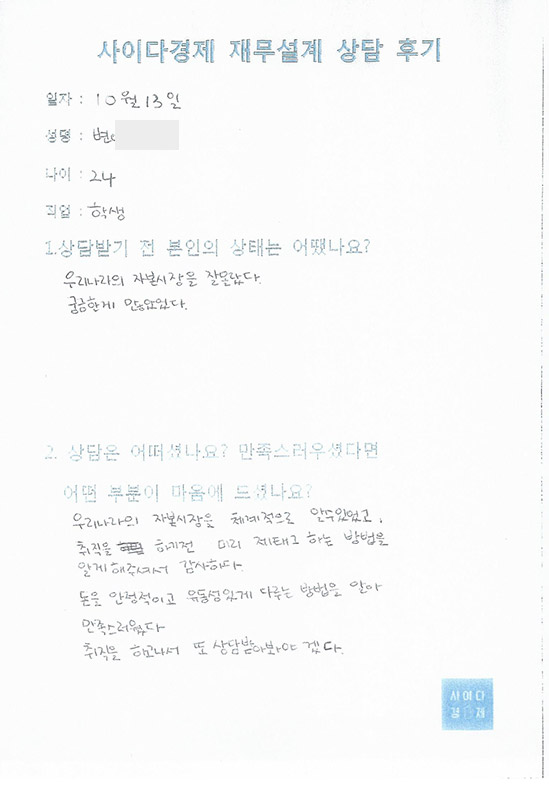 사이다경제 재무설계 상담 후기
일자 : 10월 13일
성명 : 변
나이 : 24
직업 : 학생
1.상담받기 전 본인의 상태는 어땠나요?
우리나라의 자본시장을 잘몰랐다.
궁금한게 많았었다.
2. 상담은 어떠셨나요? 만족스러우셨다면
어떤 부분이 마음에 드셨나요?
우리나라의 자본시장을 체계적으로 알수있었고,
취직을 하기전 미리 제태크 하는 방법을
알게해주셔서 감사하다.
돈을 안정적이고 유동성있게 다루는 방법을 알아
만족스러웠다
취직을 하고나서 또 상담받아봐야 겠다.
사이다
경제